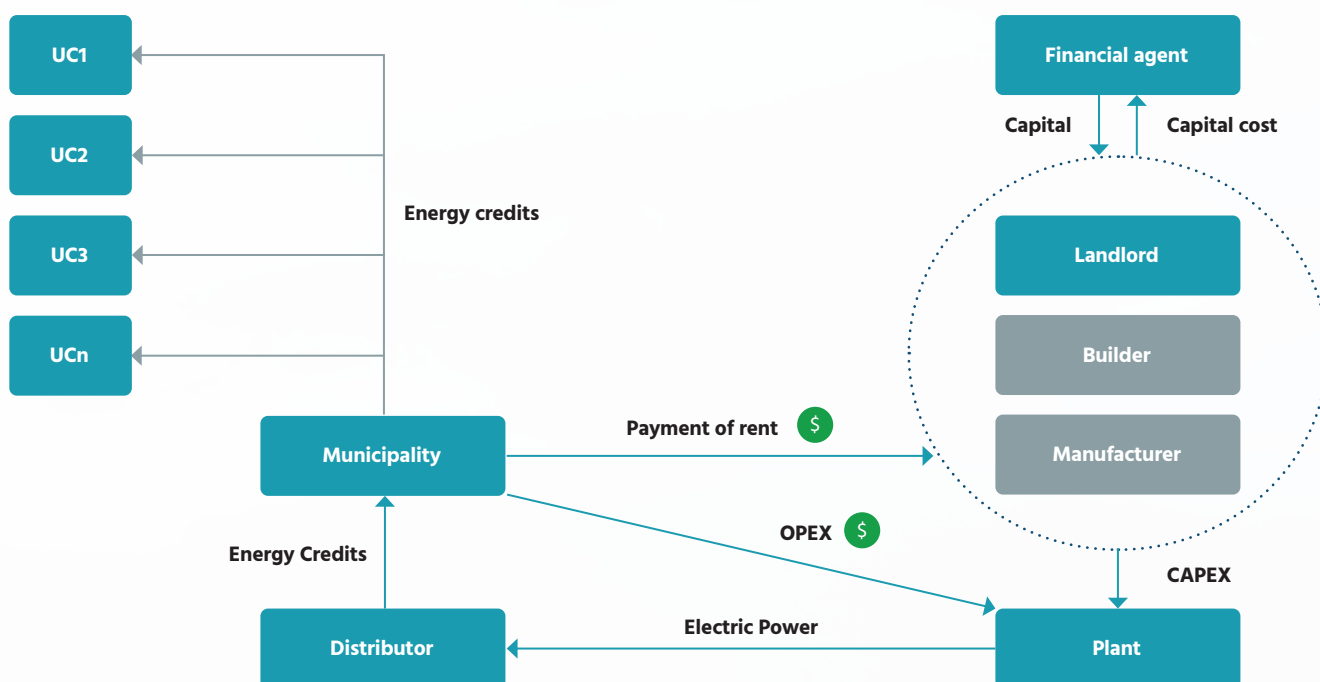 UC1
UC2
UC3
UCn
Energy credits
Financial agent
Capital
Capital cost
Landlord
Builder
Manufacturer
Municipality
Payment of rent
$
OPEX
$
Energy Credits
CAPEX
Electric Power
Distributor
Plant